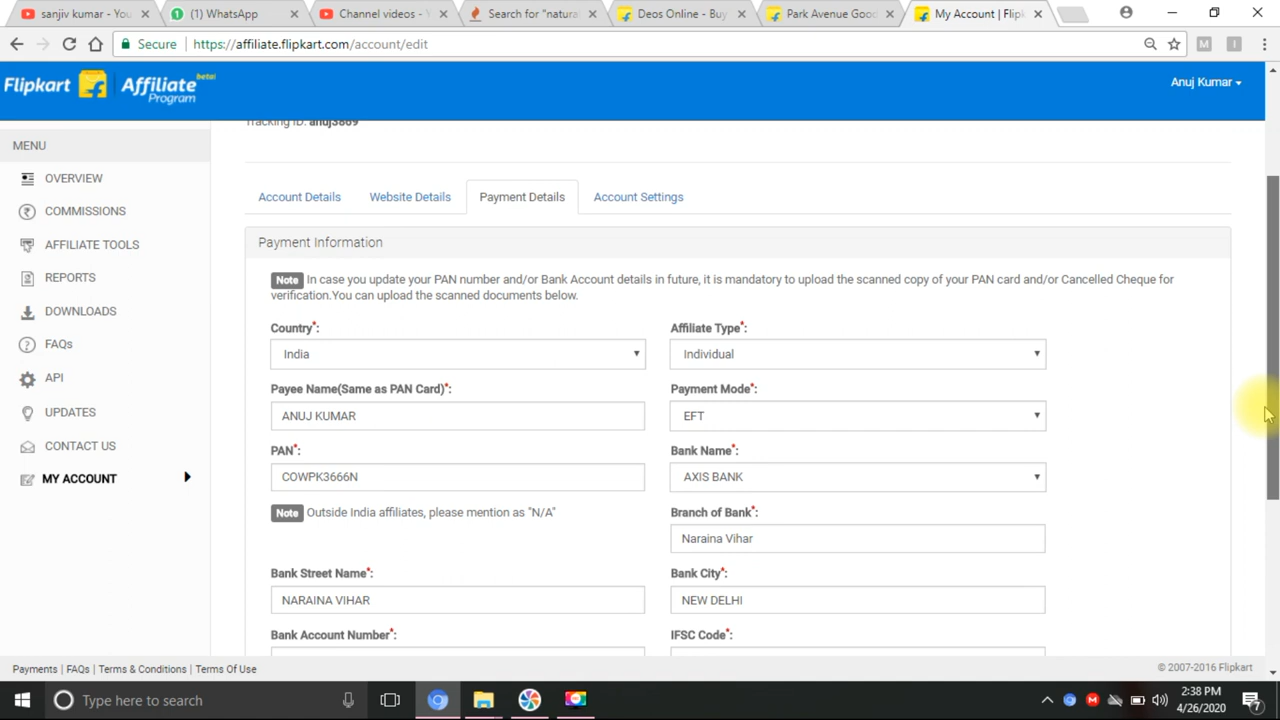 sanjiv kumar - You
(1) WhatsApp
Channel videos - Y
Search for "natura
Deos Online - Buy
Park Avenue Good
My Account | Flipk
Secure https://affiliate.flipkart.com/account/edit
Flipkart Affiliate Program beta!
Anuj Kumar
Tracking ID: anuj3869
MENU
OVERVIEW
COMMISSIONS
AFFILIATE TOOLS
REPORTS
DOWNLOADS
FAQs
API
UPDATES
CONTACT US
MY ACCOUNT
Account Details Website Details Payment Details Account Settings
Payment Information
Note In case you update your PAN number and/or Bank Account details in future, it is mandatory to upload the scanned copy of your PAN card and/or Cancelled Cheque for
verification.You can upload the scanned documents below.
Country*: Affiliate Type*:
India Individual
Payee Name(Same as PAN Card)*: Payment Mode*:
ANUJ KUMAR EFT
PAN*: Bank Name*:
COWPK3666N AXIS BANK
Note Outside India affiliates, please mention as "N/A" Branch of Bank*:
Naraina Vihar
Bank Street Name*: Bank City*:
NARAINA VIHAR NEW DELHI
Bank Account Number*: IFSC Code*:
Payments | FAQs | Terms & Conditions | Terms Of Use © 2007-2016 Flipkart
Type here to search
2:38 PM
4/26/2020
7